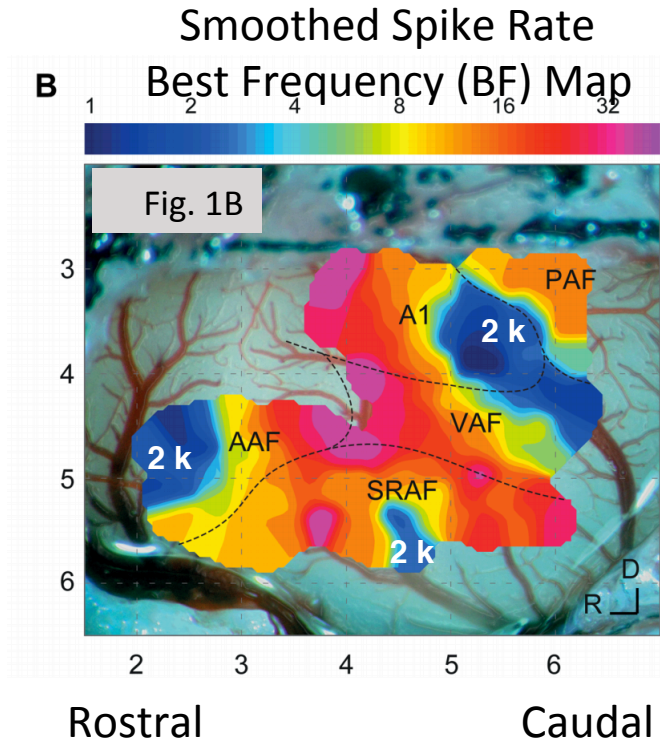 Smoothed Spike Rate
Best Frequency (BF) Map
B
1 2 4 8 16 32
Fig. 1B
3
PAF
A1
2 k
4
VAF
AAF
2 k
5
SRAF
2 k
D
6
R
2 3 4 5 6
Rostral Caudal